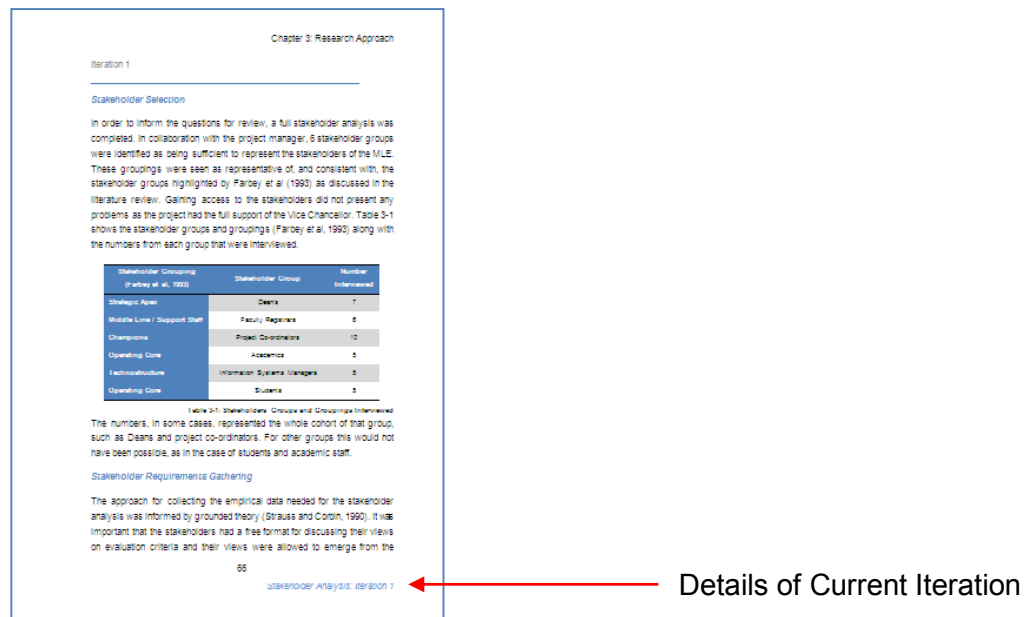 Chapter 3: Research Approach
Iteration 1
Stakeholder Selection
In order to inform the questions for review, a full stakeholder analysis was
completed. In collaboration with the project manager, 6 stakeholder groups
were identified as being sufficient to represent the stakeholders of the MLE.
These groupings were seen as representative of, and consistent with, the
stakeholder groups highlighted by Farbey et al (1993) as discussed in the
literature review. Gaining access to the stakeholders did not present any
problems as the project had the full support of the Vice Chancellor. Table 3-1
shows the stakeholder groups and groupings (Farbey et al, 1993) along with
the numbers from each group that were interviewed.
Stakeholder Grouping (Farbey et al, 1993) Stakeholder Group Number Interviewed
Strategic Apex Deans 7
Middle Line / Support Staff Faculty Registrars 6
Champions Project Co-ordinators 10
Operating Core Academics
Technostructure Information Systems Managers
Operating Core Students
Table 3-1: Stakeholders Groups and Groupings Interviewed
The numbers, in some cases, represented the whole cohort of that group,
such as Deans and project co-ordinators. For other groups this would not
have been possible, as in the case of students and academic staff.
Stakeholder Requirements Gathering
The approach for collecting the empirical data needed for the stakeholder
analysis was informed by grounded theory (Strauss and Corbin, 1990). It was
important that the stakeholders had a free format for discussing their views
on evaluation criteria and their views were allowed to emerge from the
66
Stakeholder Analysis: Iteration 1
Details of Current Iteration